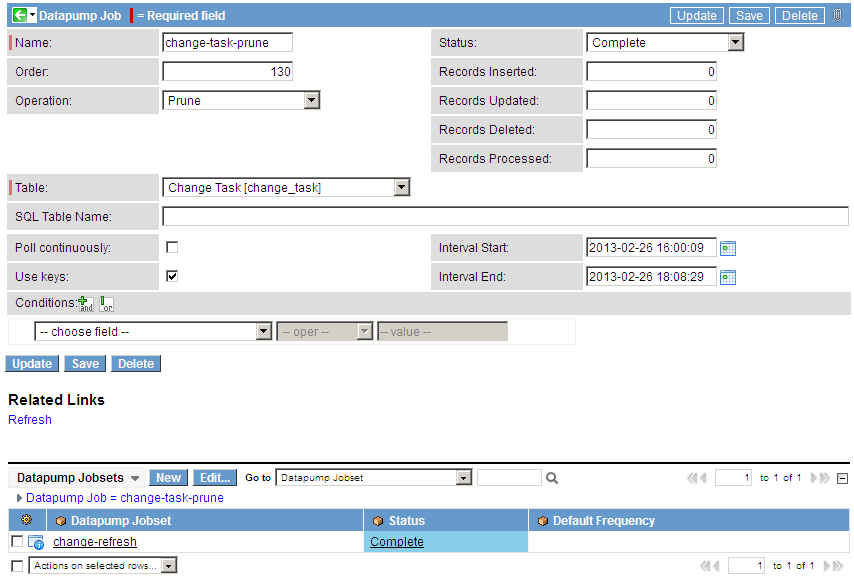 Datapump Job = Required field Update Save Delete
Name: change-task-prune Status: Complete
Order: 130 Records Inserted: 0
Operation: Prune Records Updated: 0
Records Deleted: 0
Records Processed: 0
Table: Change Task [change_task]
SQL Table Name:
Poll continuously: Interval Start: 2013-02-26 16:00:09
Use keys: Interval End: 2013-02-26 18:08:29
Conditions: and or
-- choose field -- -- oper -- -- value --
Update Save Delete
Related Links
Refresh
Datapump Jobsets New Edit... Go to Datapump Jobset 1 to 1 of 1
Datapump Job = change-task-prune
Datapump Jobset Status Default Frequency
change-refresh Complete
Actions on selected rows... 1 to 1 of 1